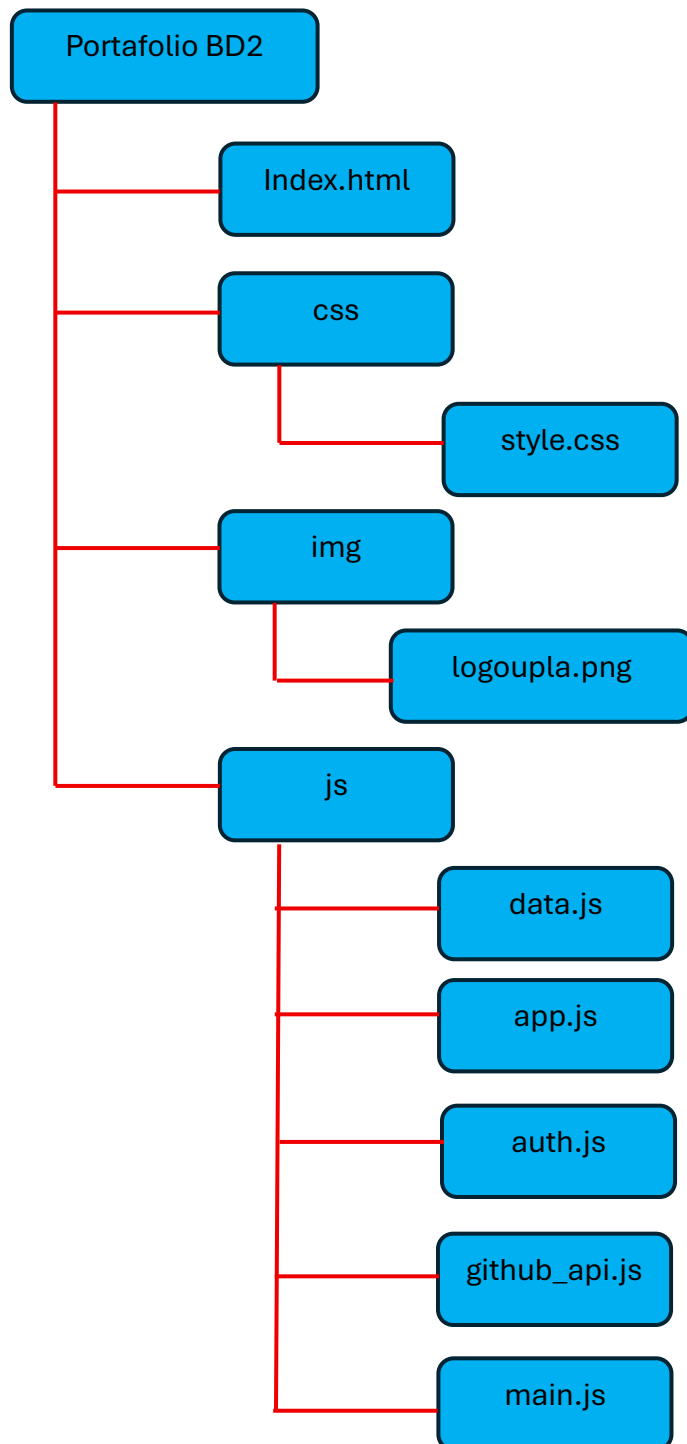 Portafolio BD2
Index.html
css
style.css
img
logoupla.png
js
data.js
app.js
auth.js
github_api.js
main.js